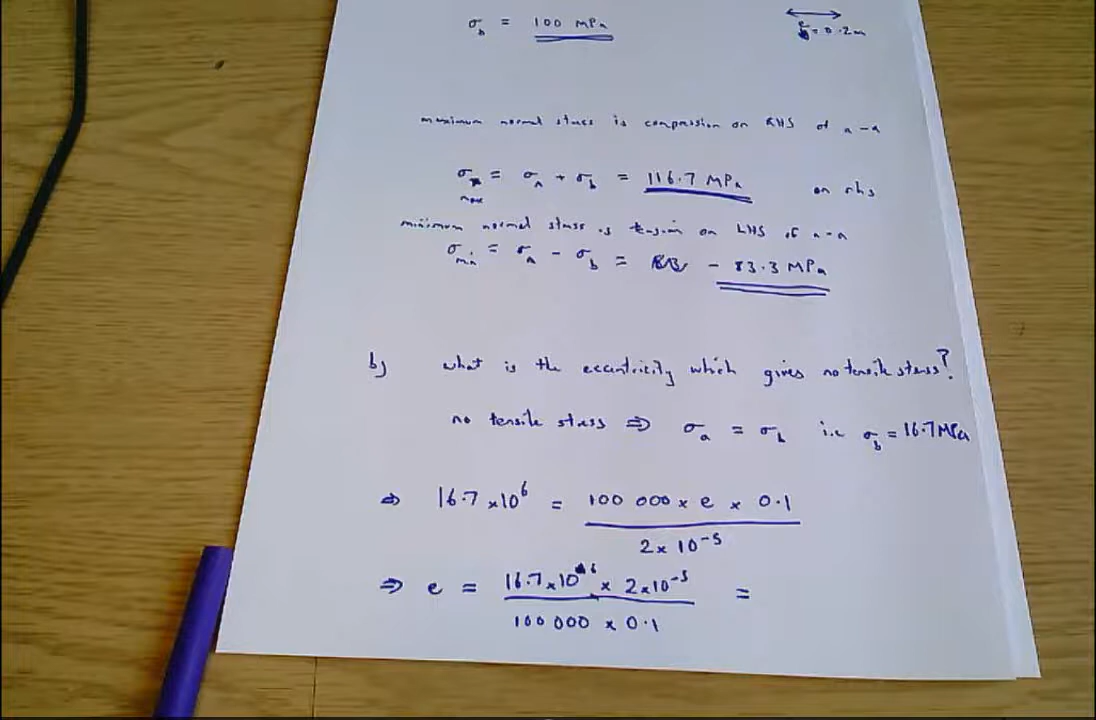 σb = 100 MPa
e = 0.2m
maximum normal stress is compression on RHS of a-a
σmax = σa + σb = 116.7 MPa on rhs
minimum normal stress is tension on LHS of a-a
σmin = σa - σb = - 83.3 MPa
b) what is the eccentricity which gives no tensile stress?
no tensile stress ⇒ σa = σb i.e σb = 16.7 MPa
⇒ 16.7 x10⁶ = 100 000 x e x 0.1
2 x 10⁻⁵
⇒ e = 16.7 x 10⁶ x 2 x 10⁻⁵ =
100 000 x 0.1